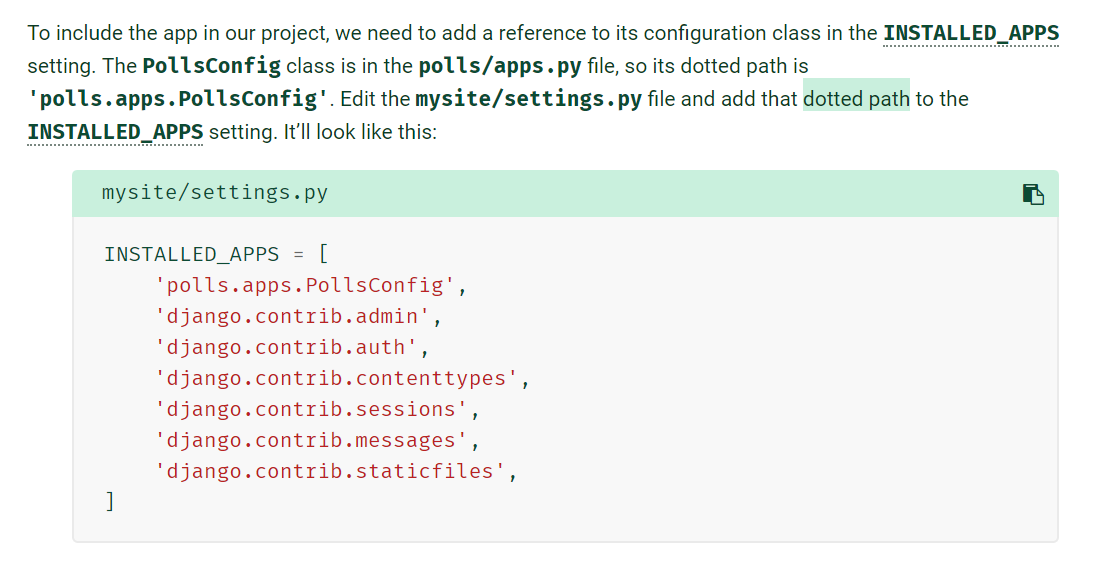 To include the app in our project, we need to add a reference to its configuration class in the INSTALLED_APPS
setting. The PollsConfig class is in the polls/apps.py file, so its dotted path is
'polls.apps.PollsConfig'. Edit the mysite/settings.py file and add that dotted path to the
INSTALLED_APPS setting. It’ll look like this:
mysite/settings.py
INSTALLED_APPS = [
    'polls.apps.PollsConfig',
    'django.contrib.admin',
    'django.contrib.auth',
    'django.contrib.contenttypes',
    'django.contrib.sessions',
    'django.contrib.messages',
    'django.contrib.staticfiles',
]